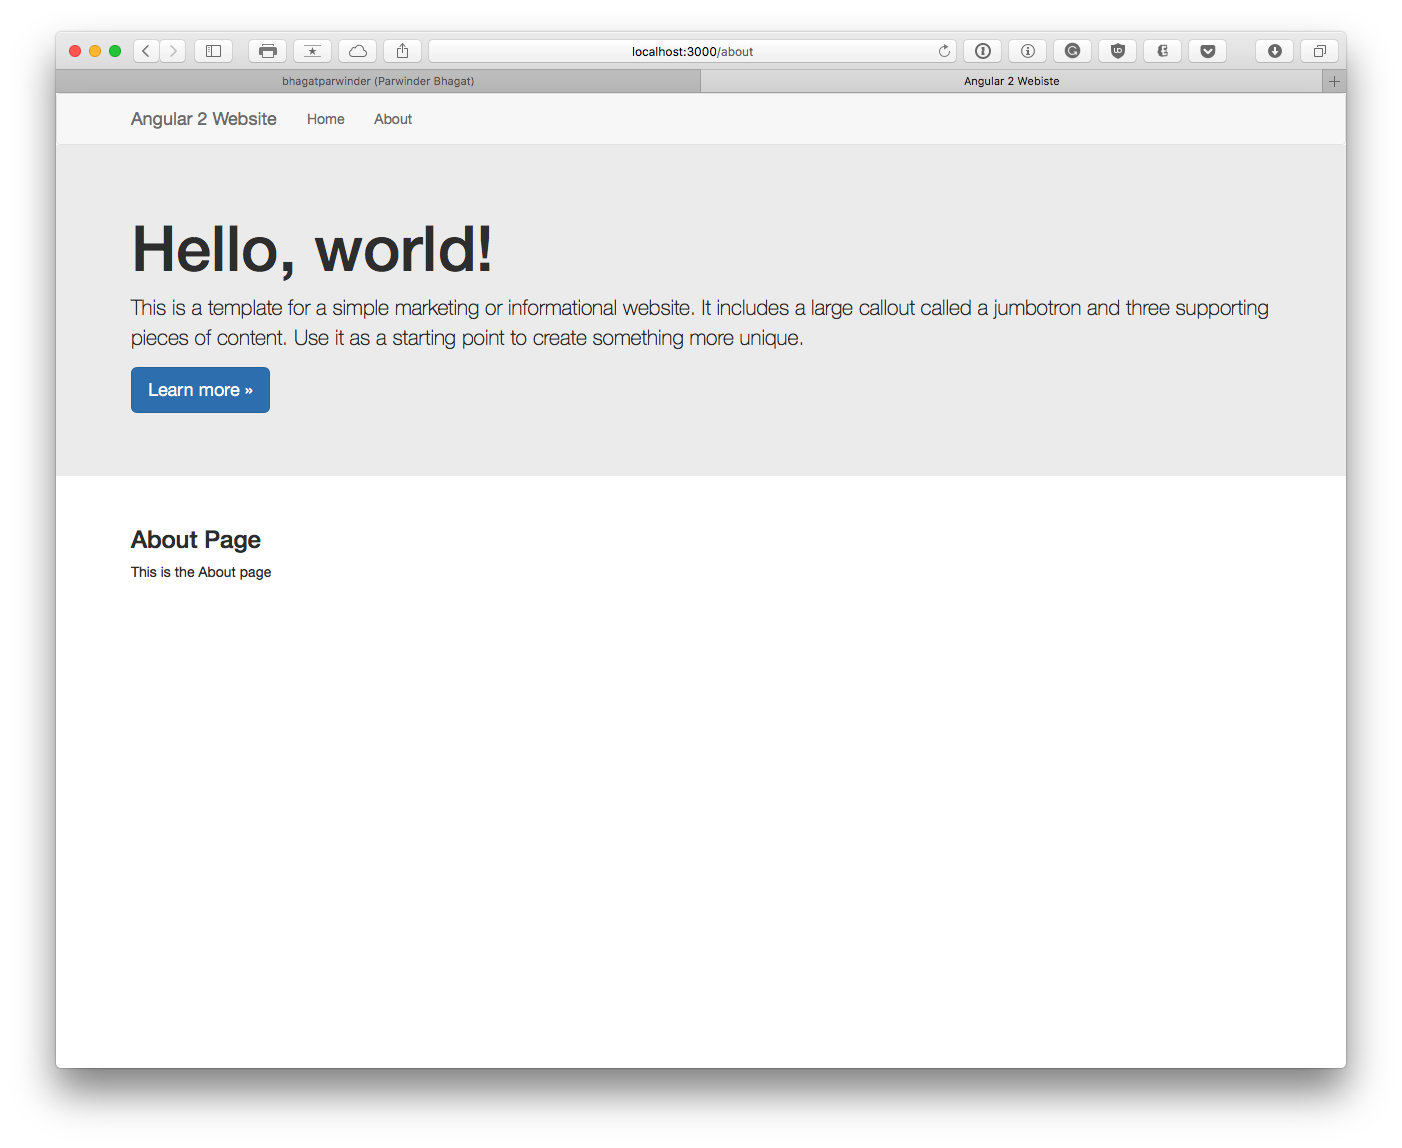 localhost:3000/about
bhagatparwinder (Parwinder Bhagat)
Angular 2 Webiste
Angular 2 Website
Home
About
Hello, world!
This is a template for a simple marketing or informational website. It includes a large callout called a jumbotron and three supporting
pieces of content. Use it as a starting point to create something more unique.
Learn more »
About Page
This is the About page